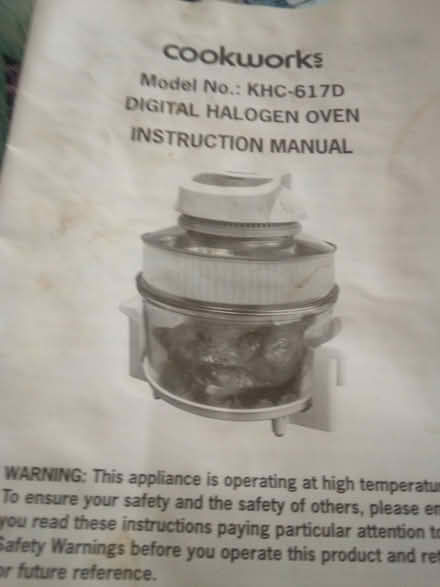 cookworks
Model No.: KHC-617D
DIGITAL HALOGEN OVEN
INSTRUCTION MANUAL
WARNING: This appliance is operating at high temperatu
To ensure your safety and the safety of others, please en
you read these instructions paying particular attention to
Safety Warnings before you operate this product and ret
or future reference.